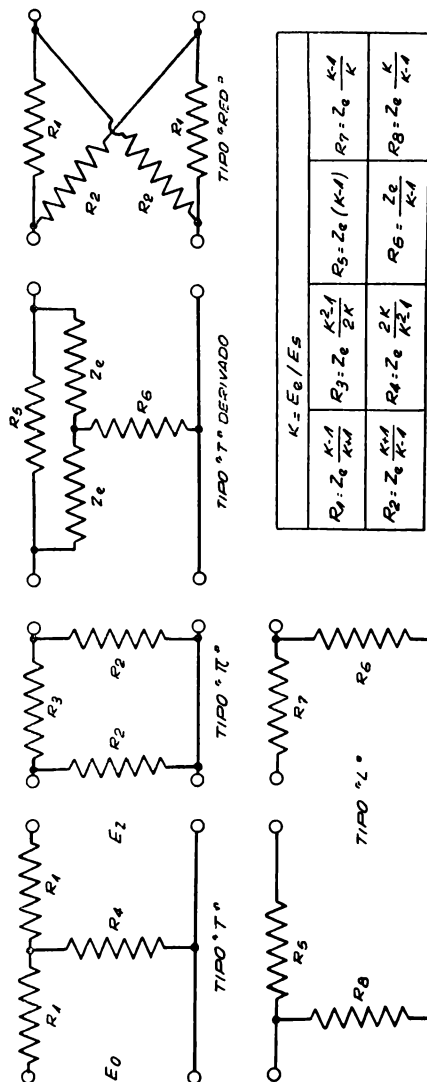 R1 R1
E0 R4 E2
TIPO "T"
R3
R2 R2
TIPO "π"
R5
Ze Ze
R6
TIPO "T" DERIVADO
R1
R2 R2
R1
TIPO "RED"
R5 R7
R8 R6
TIPO "L"
K = Ee / Es
R1 = Ze K-1/K+1 R3 = Ze K²-1/2K R5 = Ze (K-1) R7 = Ze K-1/K
R2 = Ze K+1/K-1 R4 = Ze 2K/K²-1 R6 = Ze/K-1 R8 = Ze K/K-1